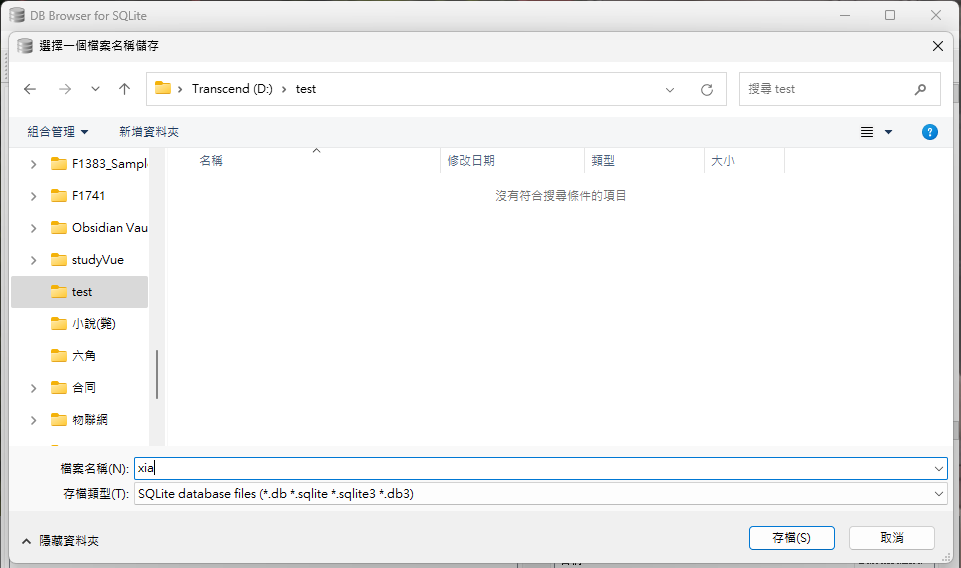 DB Browser for SQLite
選擇一個檔案名稱儲存
Transcend (D:) > test
搜尋 test
組合管理
新增資料夾
名稱
修改日期
類型
大小
沒有符合搜尋條件的項目
F1383_Sampl
F1741
Obsidian Vau
studyVue
test
小說(斃)
六角
合同
物聯網
檔案名稱(N):
xia
存檔類型(T):
SQLite database files (*.db *.sqlite *.sqlite3 *.db3)
隱藏資料夾
存檔(S)
取消